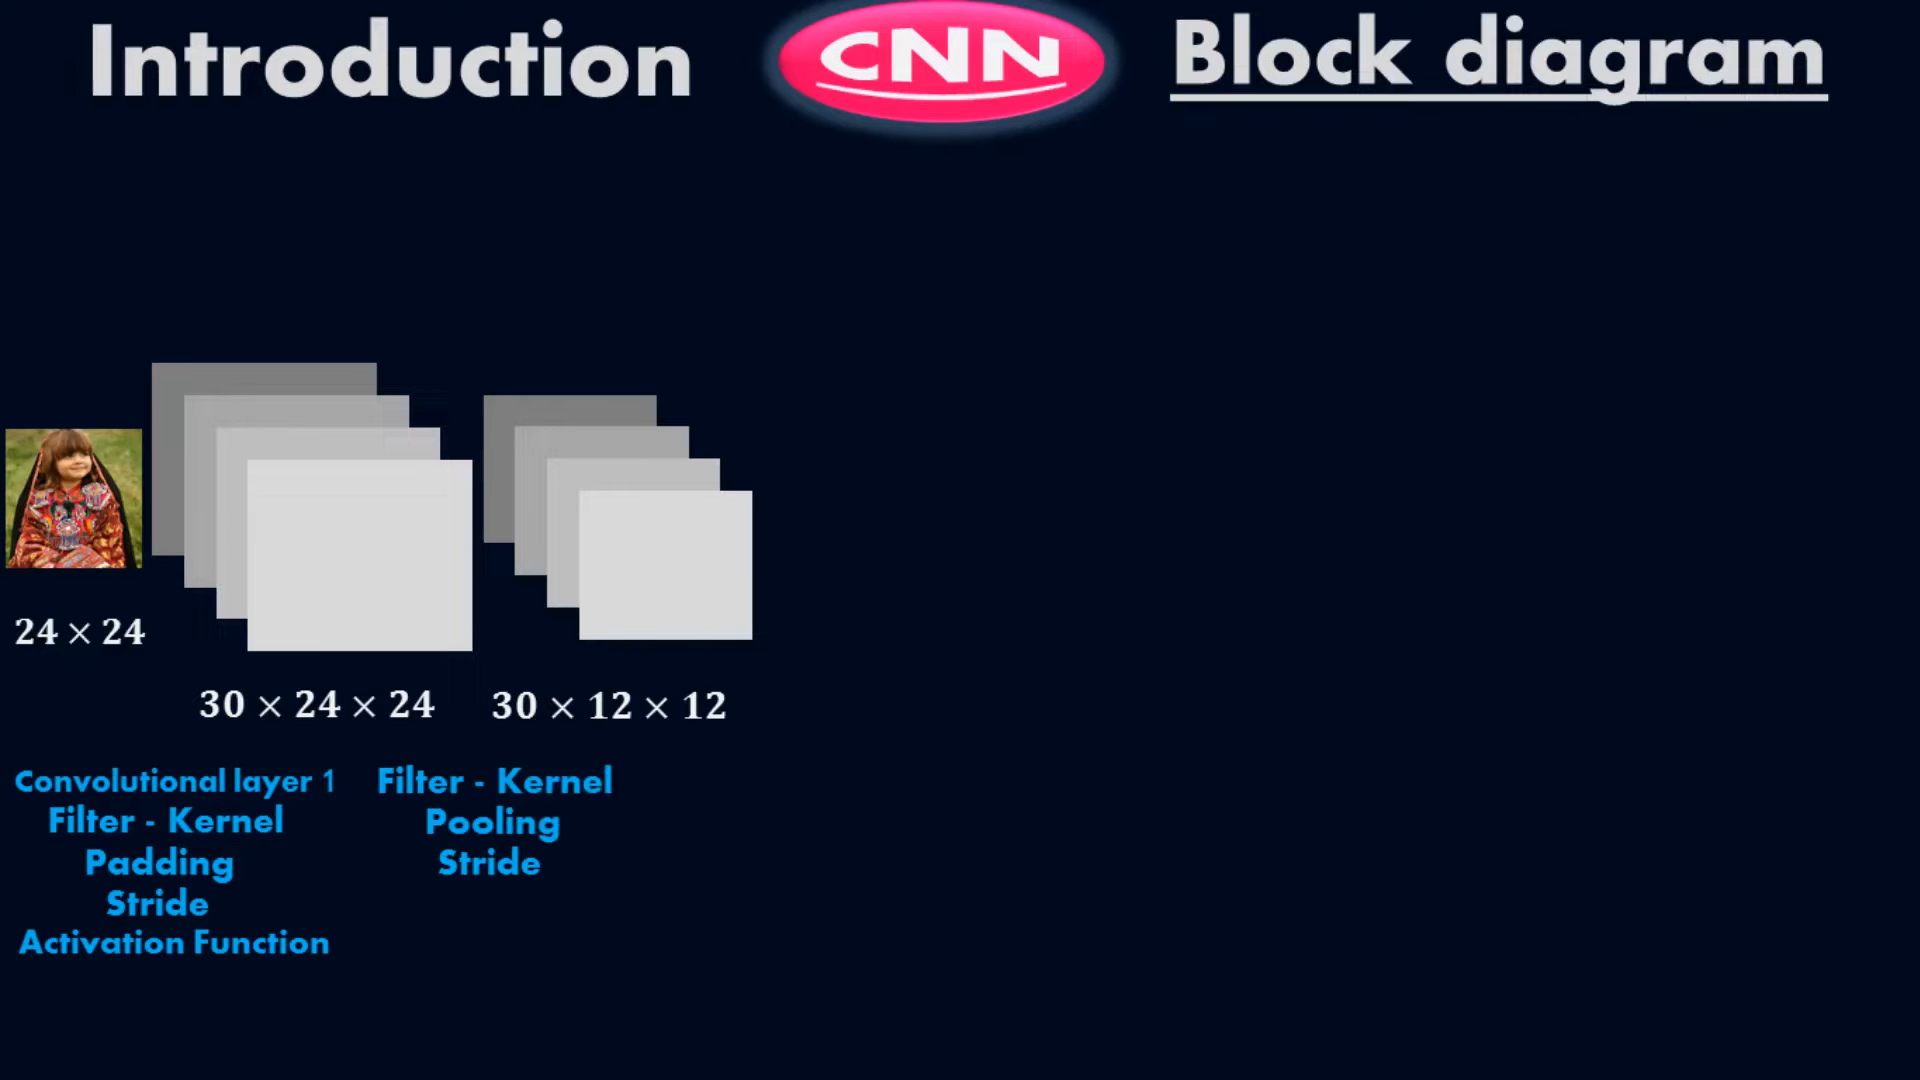 Introduction CNN Block diagram
24 × 24
30 × 24 × 24
30 × 12 × 12
Convolutional layer 1
Filter - Kernel
Padding
Stride
Activation Function
Filter - Kernel
Pooling
Stride